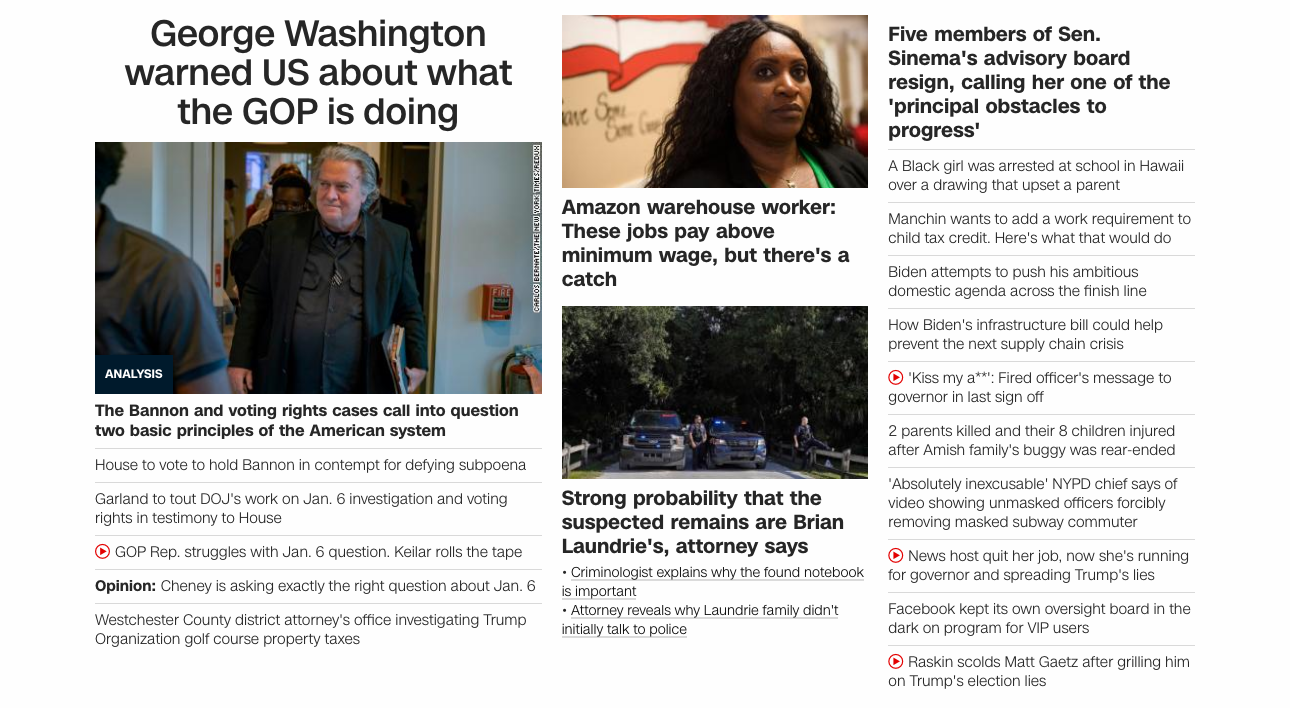 George Washington
warned US about what
the GOP is doing
CARLOS BERNATE/THE NEW YORK TIMES/REDUX
FIRE
ANALYSIS
The Bannon and voting rights cases call into question
two basic principles of the American system
House to vote to hold Bannon in contempt for defying subpoena
Garland to tout DOJ's work on Jan. 6 investigation and voting
rights in testimony to House
GOP Rep. struggles with Jan. 6 question. Keilar rolls the tape
Opinion: Cheney is asking exactly the right question about Jan. 6
Westchester County district attorney's office investigating Trump
Organization golf course property taxes
Amazon warehouse worker:
These jobs pay above
minimum wage, but there's a
catch
Strong probability that the
suspected remains are Brian
Laundrie's, attorney says
• Criminologist explains why the found notebook
is important
• Attorney reveals why Laundrie family didn't
initially talk to police
Five members of Sen.
Sinema's advisory board
resign, calling her one of the
'principal obstacles to
progress'
A Black girl was arrested at school in Hawaii
over a drawing that upset a parent
Manchin wants to add a work requirement to
child tax credit. Here's what that would do
Biden attempts to push his ambitious
domestic agenda across the finish line
How Biden's infrastructure bill could help
prevent the next supply chain crisis
'Kiss my a**': Fired officer's message to
governor in last sign off
2 parents killed and their 8 children injured
after Amish family's buggy was rear-ended
'Absolutely inexcusable' NYPD chief says of
video showing unmasked officers forcibly
removing masked subway commuter
News host quit her job, now she's running
for governor and spreading Trump's lies
Facebook kept its own oversight board in the
dark on program for VIP users
Raskin scolds Matt Gaetz after grilling him
on Trump's election lies